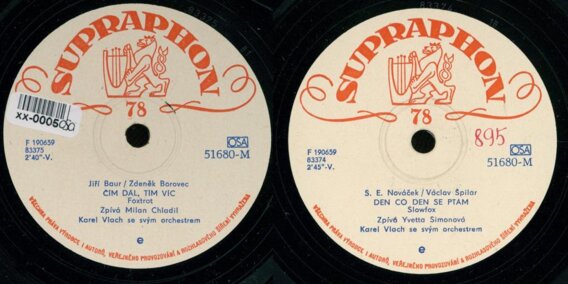 SUPRAPHON
78
xx-0005
OSA
F 190659
83375
2'40"-V.
OSA
51680-M
Jiří Baur/Zdeněk Borovec
ČÍM DÁL, TÍM VÍC
Foxtrot
Zpívá Milan Chladil
Karel Vlach se svým orchestrem
e
VŠECHNA PRÁVA VÝROBCE I AUTORŮ, VEŘEJNÉHO PROVOZOVÁNÍ & ROZHLASOVÉHO ŠÍŘENÍ VYHRAŽENA
SUPRAPHON
78
895
F 190659
83374
2'45"-V.
OSA
51680-M
S. E. Nováček/Václav Špilar
DEN CO DEN SE PTÁM
Slowfox
Zpívá Yvetta Simonová
Karel Vlach se svým orchestrem
e
VŠECHNA PRÁVA VÝROBCE I AUTORŮ, VEŘEJNÉHO PROVOZOVÁNÍ & ROZHLASOVÉHO ŠÍŘENÍ VYHRAŽENA